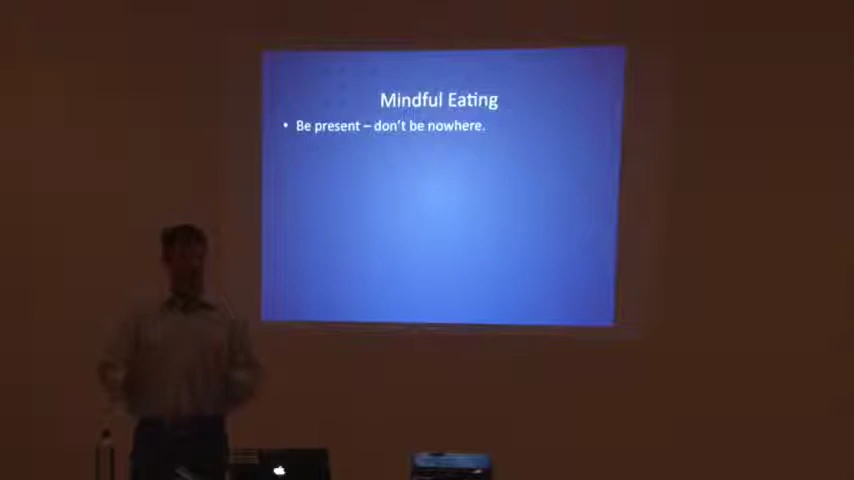 Mindful Eating
• Be present – don't be nowhere.